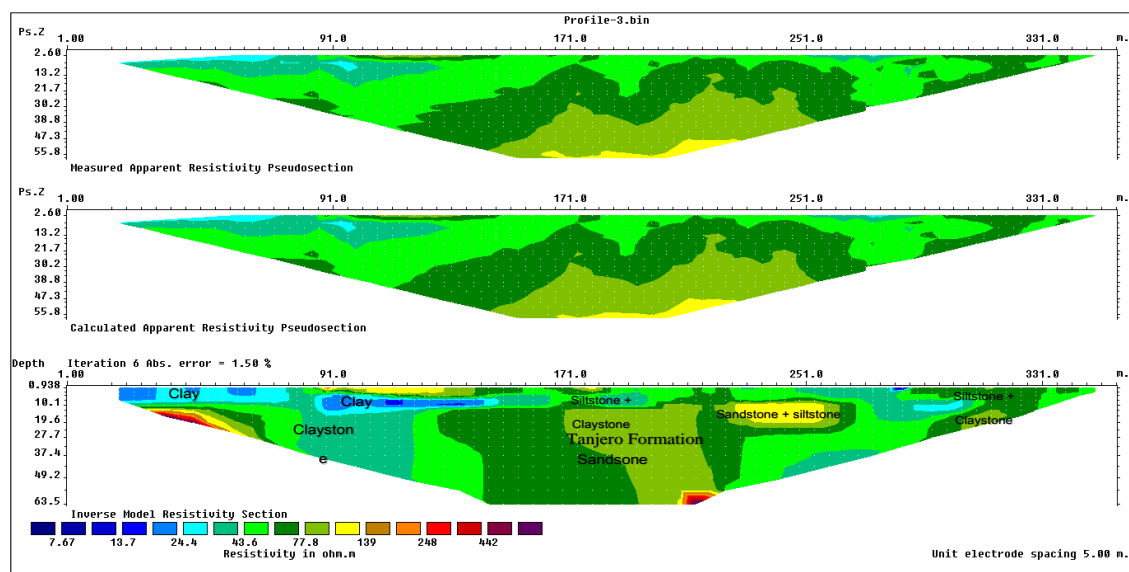 Profile-3.bin
Ps.Z 1.00 91.0 171.0 251.0 331.0 m.
2.60
13.2
21.7
30.2
38.8
47.3
55.8
Measured Apparent Resistivity Pseudosection
Ps.Z 1.00 91.0 171.0 251.0 331.0 m.
2.60
13.2
21.7
30.2
38.8
47.3
55.8
Calculated Apparent Resistivity Pseudosection
Depth Iteration 6 Abs. error = 1.50 %
1.00 91.0 171.0 251.0 331.0 m.
0.938
10.1
19.6
27.7
37.4
49.2
63.5
Clay
Clay
Clayston
e
Siltstone +
Claystone
Tanjero Formation
Sandsone
Sandstone + siltstone
Siltstone +
Claystone
Inverse Model Resistivity Section
7.67 13.7 24.4 43.6 77.8 139 248 442
Resistivity in ohm.m
Unit electrode spacing 5.00 m.